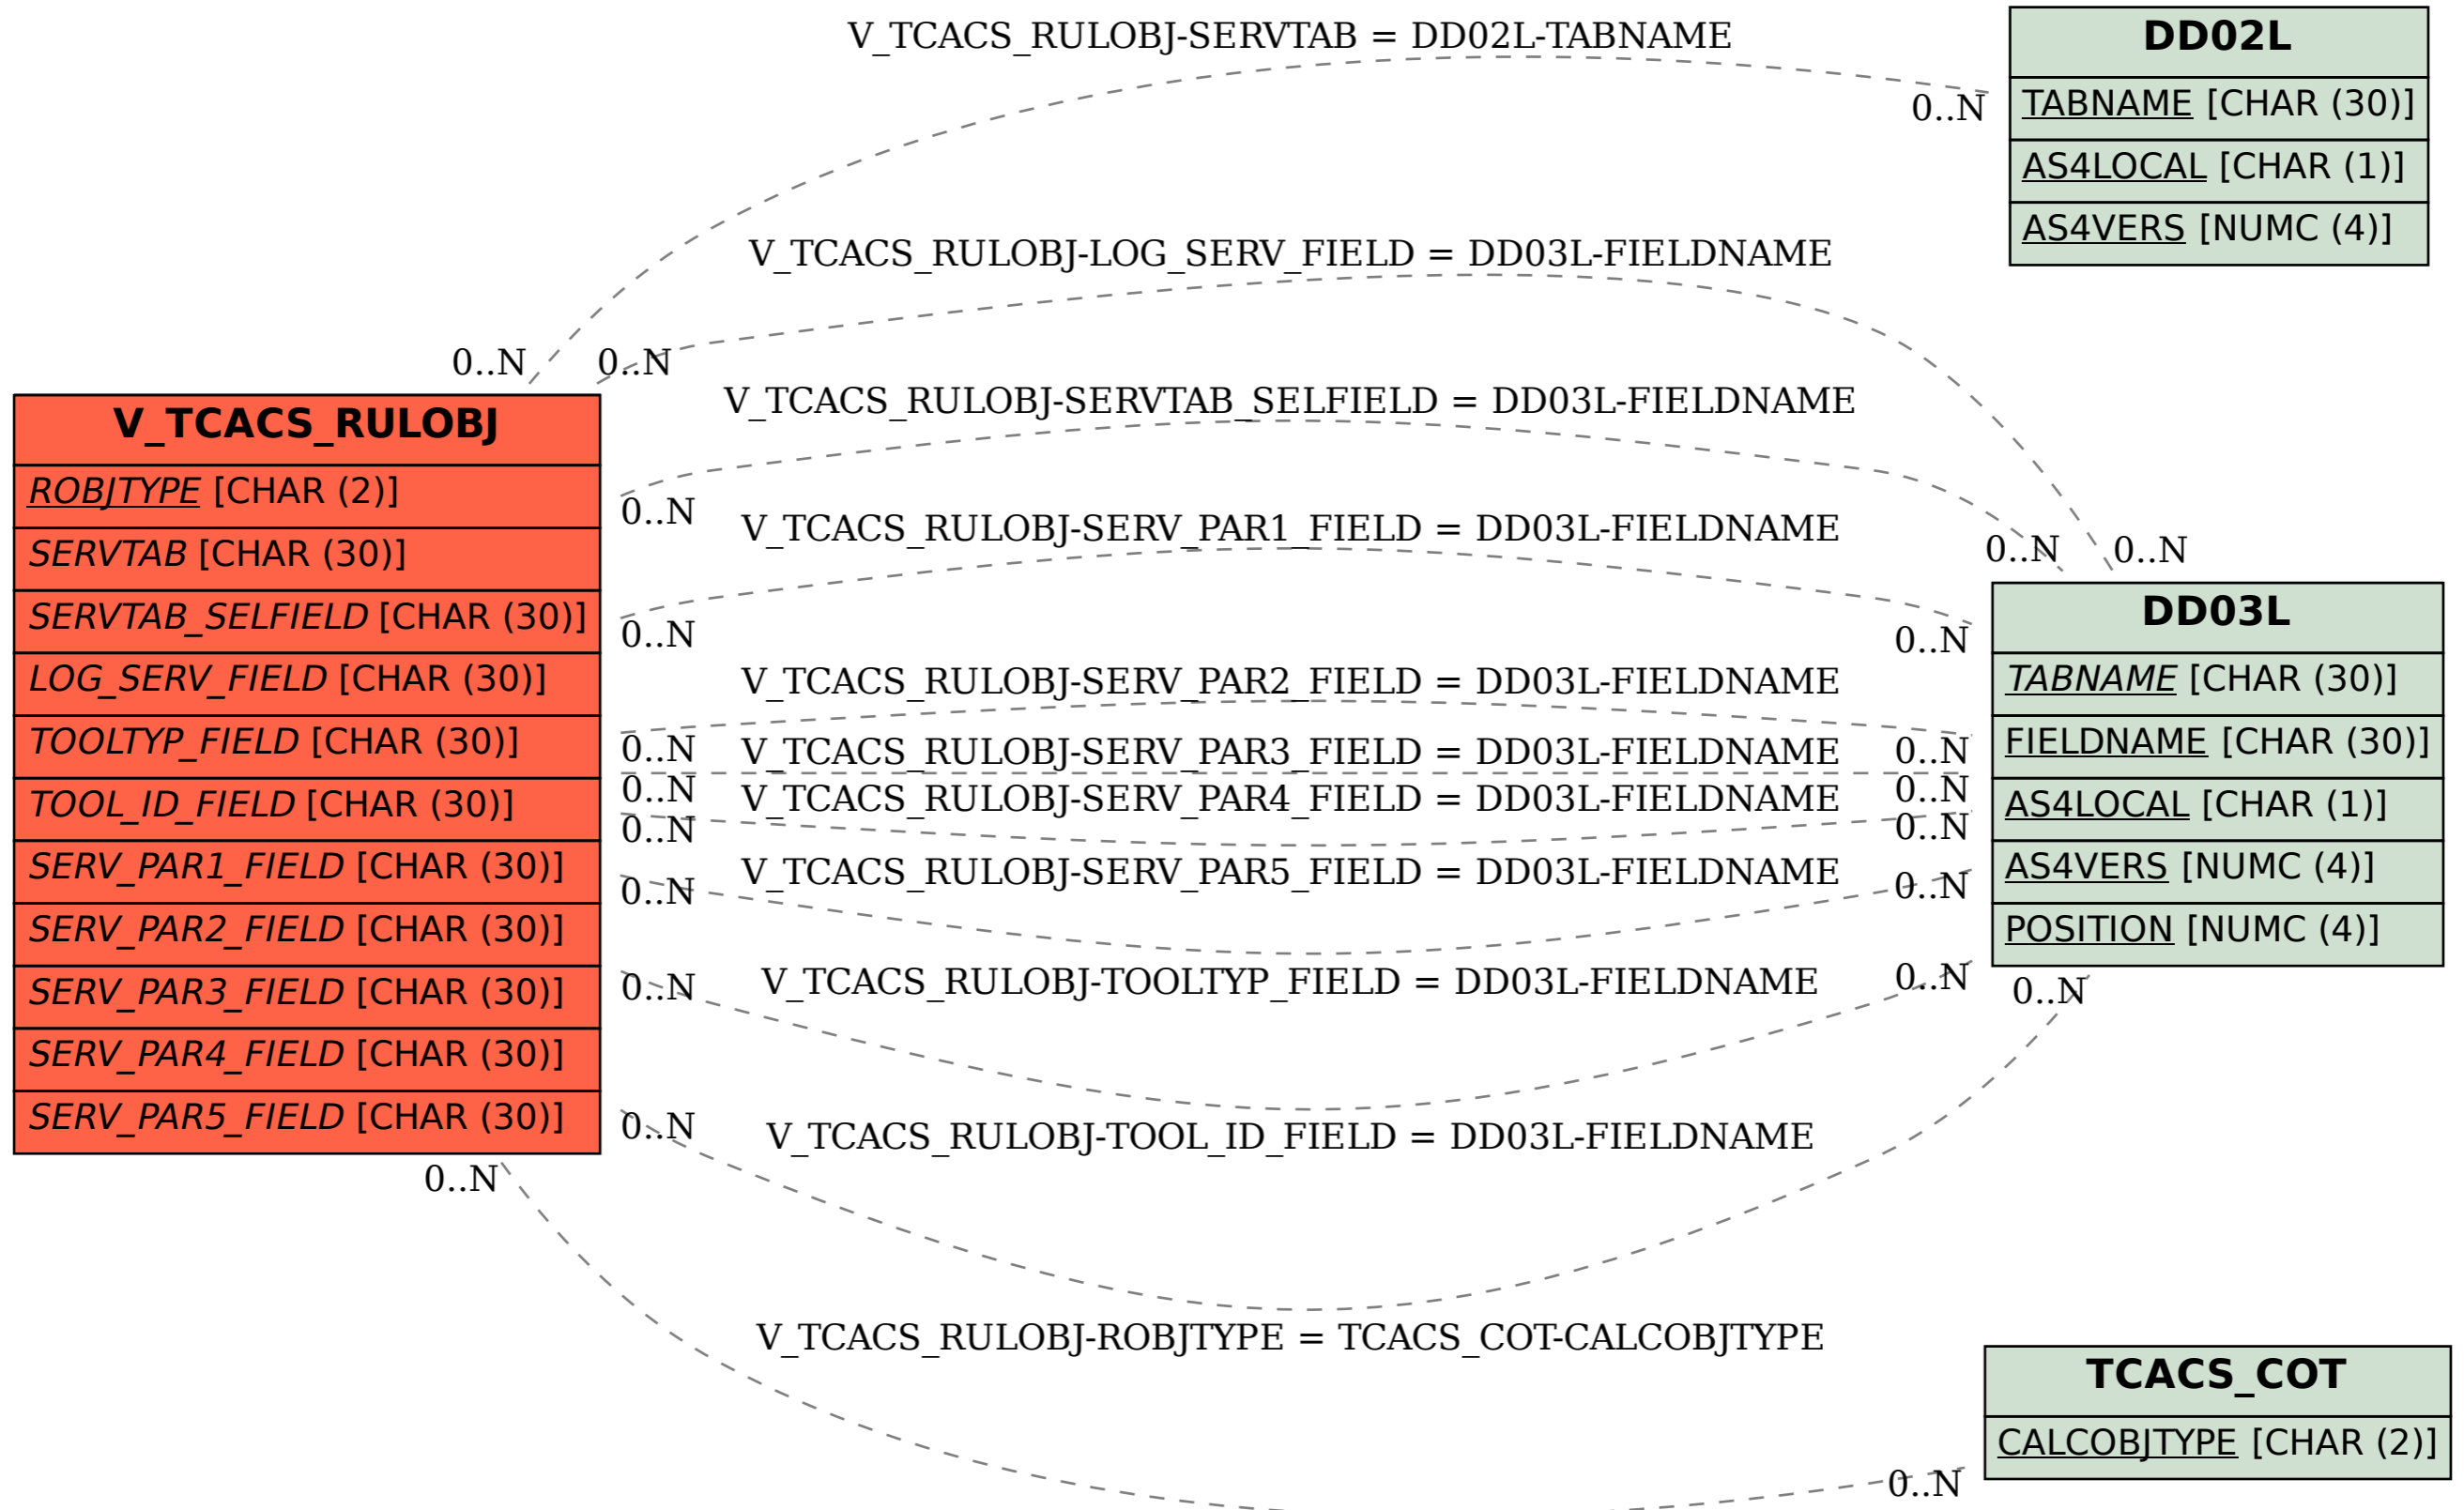 V_TCACS_RULOBJ-SERVTAB = DD02L-TABNAME
0..N
DD02L
TABNAME [CHAR (30)]
AS4LOCAL [CHAR (1)]
AS4VERS [NUMC (4)]
V_TCACS_RULOBJ-LOG_SERV_FIELD = DD03L-FIELDNAME
0..N
0..N
V_TCACS_RULOBJ-SERVTAB_SELFIELD = DD03L-FIELDNAME
V_TCACS_RULOBJ
ROBJTYPE [CHAR (2)]
SERVTAB [CHAR (30)]
SERVTAB_SELFIELD [CHAR (30)]
LOG_SERV_FIELD [CHAR (30)]
TOOLTYP_FIELD [CHAR (30)]
TOOL_ID_FIELD [CHAR (30)]
SERV_PAR1_FIELD [CHAR (30)]
SERV_PAR2_FIELD [CHAR (30)]
SERV_PAR3_FIELD [CHAR (30)]
SERV_PAR4_FIELD [CHAR (30)]
SERV_PAR5_FIELD [CHAR (30)]
0..N
V_TCACS_RULOBJ-SERV_PAR1_FIELD = DD03L-FIELDNAME
0..N
0..N
0..N
0..N
V_TCACS_RULOBJ-SERV_PAR2_FIELD = DD03L-FIELDNAME
0..N
V_TCACS_RULOBJ-SERV_PAR3_FIELD = DD03L-FIELDNAME
0..N
0..N
V_TCACS_RULOBJ-SERV_PAR4_FIELD = DD03L-FIELDNAME
0..N
0..N
0..N
V_TCACS_RULOBJ-SERV_PAR5_FIELD = DD03L-FIELDNAME
0..N
0..N
V_TCACS_RULOBJ-TOOLTYP_FIELD = DD03L-FIELDNAME
0..N
0..N
0..N
DD03L
TABNAME [CHAR (30)]
FIELDNAME [CHAR (30)]
AS4LOCAL [CHAR (1)]
AS4VERS [NUMC (4)]
POSITION [NUMC (4)]
0..N
V_TCACS_RULOBJ-TOOL_ID_FIELD = DD03L-FIELDNAME
0..N
V_TCACS_RULOBJ-ROBJTYPE = TCACS_COT-CALCOBJTYPE
0..N
TCACS_COT
CALCOBJTYPE [CHAR (2)]